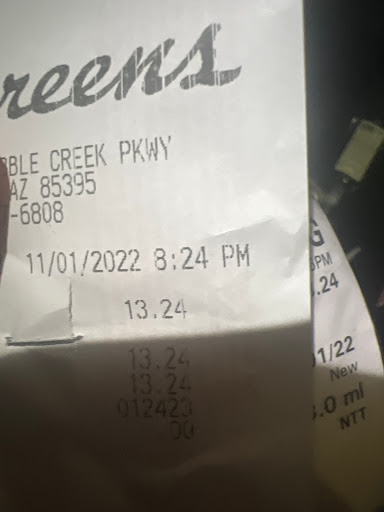 reens
BLE CREEK PKWY
AZ 85395
-6808
11/01/2022 8:24 PM
13.24
13.24
13.24
012423
00
G
PM
.24
1/22
New
.0 ml
NTT